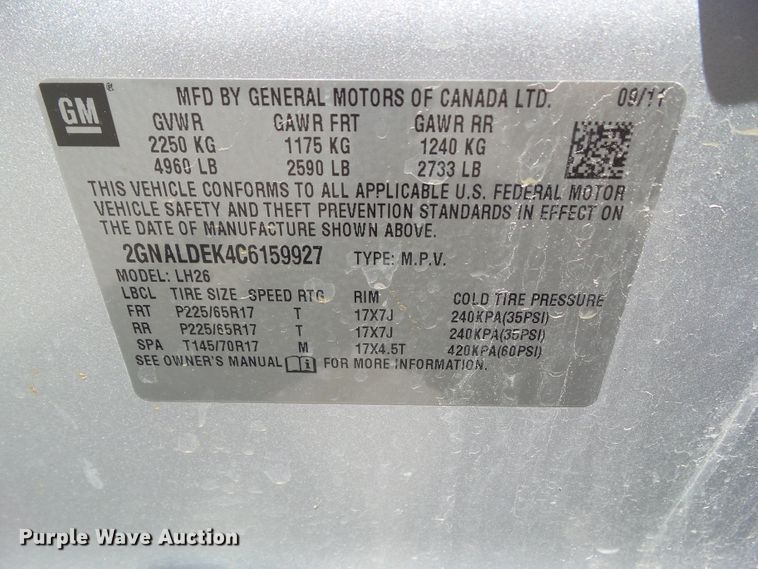 GM ®
MFD BY GENERAL MOTORS OF CANADA LTD. 09/11
GVWR GAWR FRT GAWR RR
2250 KG 1175 KG 1240 KG
4960 LB 2590 LB 2733 LB
THIS VEHICLE CONFORMS TO ALL APPLICABLE U.S. FEDERAL MOTOR
VEHICLE SAFETY AND THEFT PREVENTION STANDARDS IN EFFECT ON
THE DATE OF MANUFACTURE SHOWN ABOVE.
2GNALDEK4C6159927 TYPE: M.P.V.
MODEL: LH26
LBCL TIRE SIZE SPEED RTG RIM COLD TIRE PRESSURE
FRT P225/65R17 T 17X7J 240KPA(35PSI)
RR P225/65R17 T 17X7J 240KPA(35PSI)
SPA T145/70R17 M 17X4.5T 420KPA(60PSI)
SEE OWNER'S MANUAL FOR MORE INFORMATION.
Purple Wave Auction